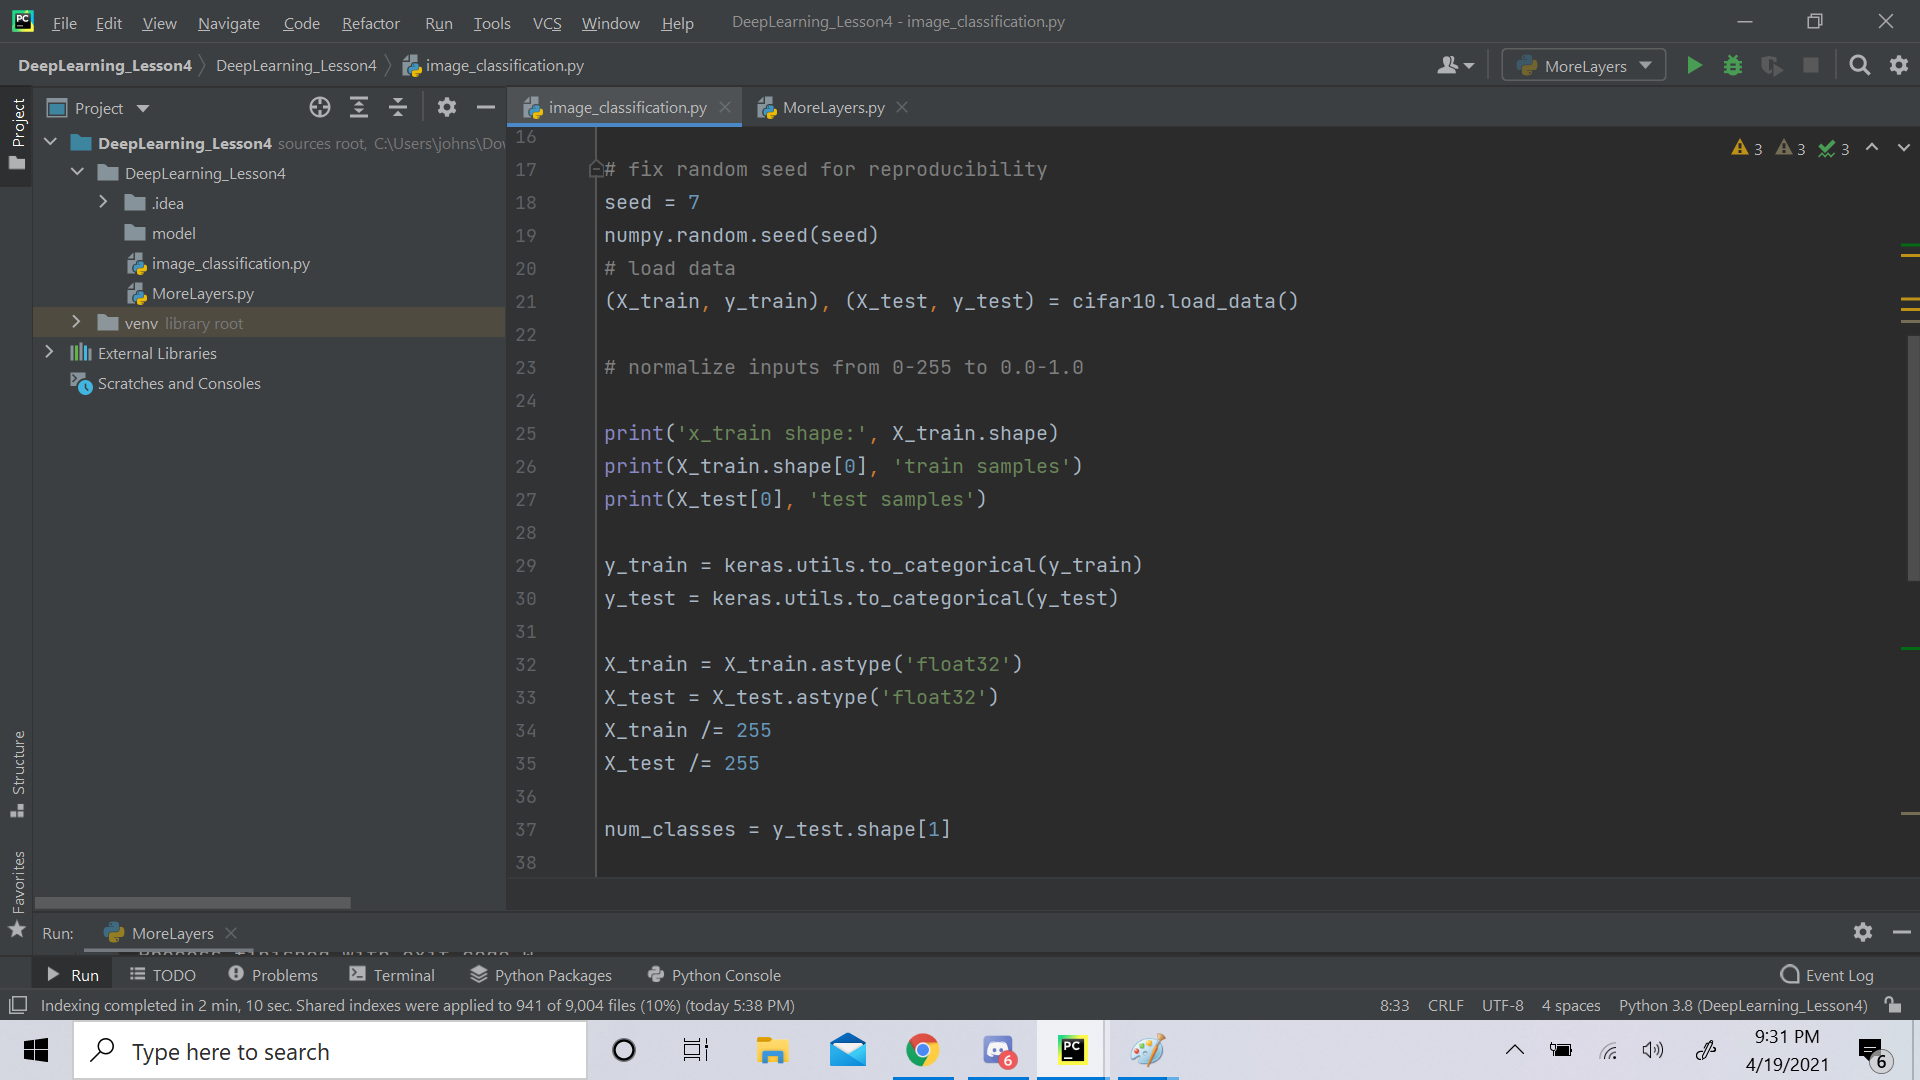 PC File Edit View Navigate Code Refactor Run Tools VCS Window Help DeepLearning_Lesson4 - image_classification.py
DeepLearning_Lesson4 DeepLearning_Lesson4 image_classification.py MoreLayers
Project image_classification.py MoreLayers.py
Project
DeepLearning_Lesson4 sources root, C:\Users\johns\Do
DeepLearning_Lesson4
.idea
model
image_classification.py
MoreLayers.py
venv library root
External Libraries
Scratches and Consoles
3 3 3
16
17 # fix random seed for reproducibility
18 seed = 7
19 numpy.random.seed(seed)
20 # load data
21 (X_train, y_train), (X_test, y_test) = cifar10.load_data()
22
23 # normalize inputs from 0-255 to 0.0-1.0
24
25 print('x_train shape:', X_train.shape)
26 print(X_train.shape[0], 'train samples')
27 print(X_test[0], 'test samples')
28
29 y_train = keras.utils.to_categorical(y_train)
30 y_test = keras.utils.to_categorical(y_test)
31
32 X_train = X_train.astype('float32')
33 X_test = X_test.astype('float32')
34 X_train /= 255
35 X_test /= 255
36
37 num_classes = y_test.shape[1]
38
Structure
Favorites
Run: MoreLayers
Process finished with exit code
Run TODO Problems Terminal Python Packages Python Console Event Log
Indexing completed in 2 min, 10 sec. Shared indexes were applied to 941 of 9,004 files (10%) (today 5:38 PM) 8:33 CRLF UTF-8 4 spaces Python 3.8 (DeepLearning_Lesson4)
Type here to search
6
PC
9:31 PM
4/19/2021
6